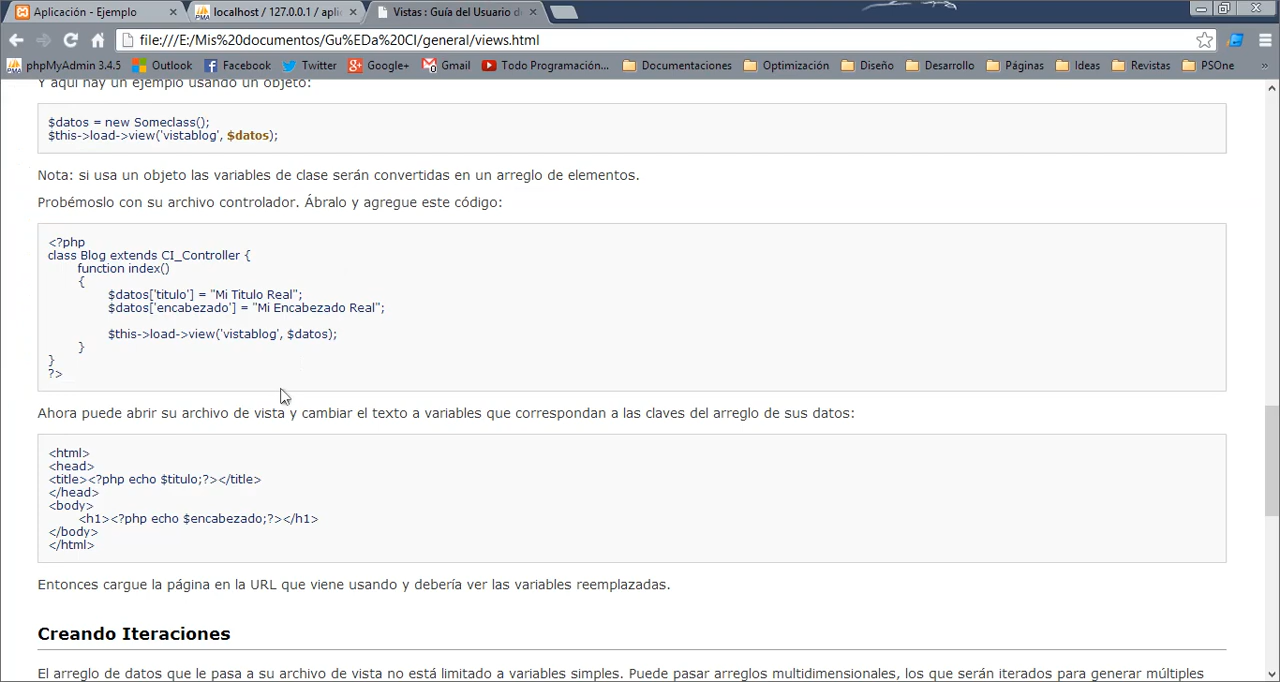 Aplicación - Ejemplo
localhost / 127.0.0.1 / aplic
Vistas : Guía del Usuario de
file:///E:/Mis%20documentos/Gu%EDa%20CI/general/views.html
phpMyAdmin 3.4.5 Outlook Facebook Twitter Google+ Gmail Todo Programación... Documentaciones Optimización Diseño Desarrollo Páginas Ideas Revistas PSOne »
Y aquí hay un ejemplo usando un objeto:
$datos = new Someclass();
$this->load->view('vistablog', $datos);
Nota: si usa un objeto las variables de clase serán convertidas en un arreglo de elementos.
Probémoslo con su archivo controlador. Ábralo y agregue este código:
<?php
class Blog extends CI_Controller {
function index()
{
$datos['titulo'] = "Mi Titulo Real";
$datos['encabezado'] = "Mi Encabezado Real";
$this->load->view('vistablog', $datos);
}
}
?>
Ahora puede abrir su archivo de vista y cambiar el texto a variables que correspondan a las claves del arreglo de sus datos:
<html>
<head>
<title><?php echo $titulo;?></title>
</head>
<body>
<h1><?php echo $encabezado;?></h1>
</body>
</html>
Entonces cargue la página en la URL que viene usando y debería ver las variables reemplazadas.
Creando Iteraciones
El arreglo de datos que le pasa a su archivo de vista no está limitado a variables simples. Puede pasar arreglos multidimensionales, los que serán iterados para generar múltiples